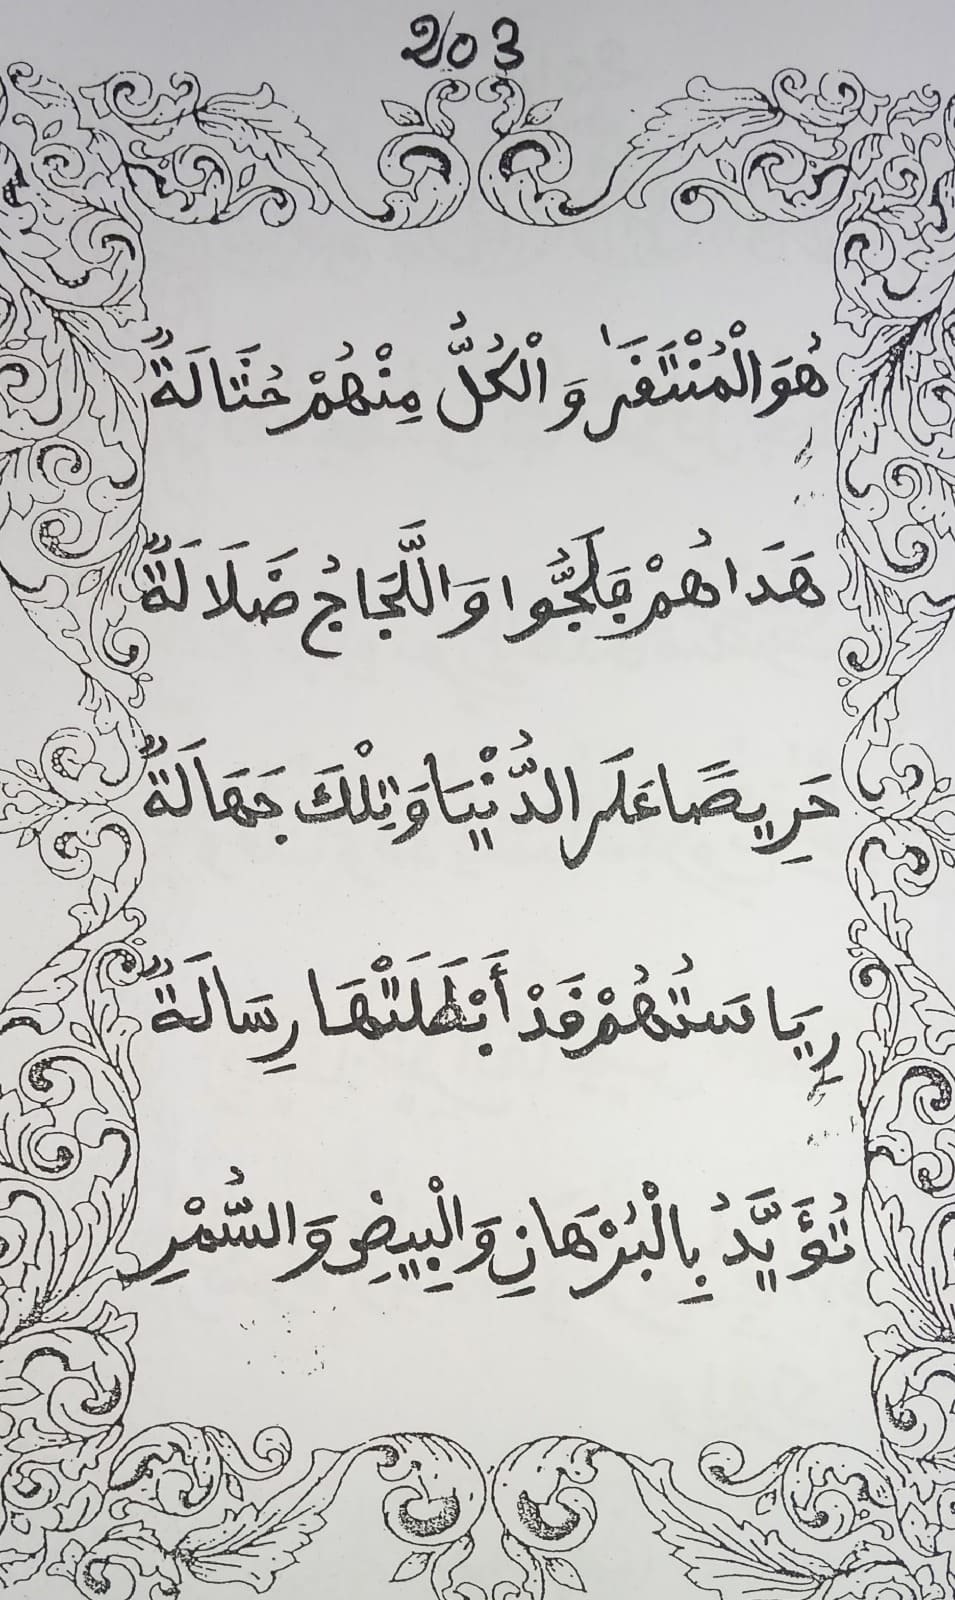 203
هُوَ الْمُنْتَقَىٰ وَ الْكُلُّ مِنْهُمْ حُثَالَةٌ
هَدَاهُمْ فَلَجُّوا وَاللَّجَاجُ ضَلَالَةٌ
حَرِيصًا عَلَى الدُّنْيَا وَتِلْكَ جَهَالَةٌ
رِيَاسَتُهُمْ قَدْ أَبْطَلَتْهَا رِسَالَةٌ
تُؤَيَّدُ بِالْبُرْهَانِ وَالْبِيضِ وَالسُّمْرِ